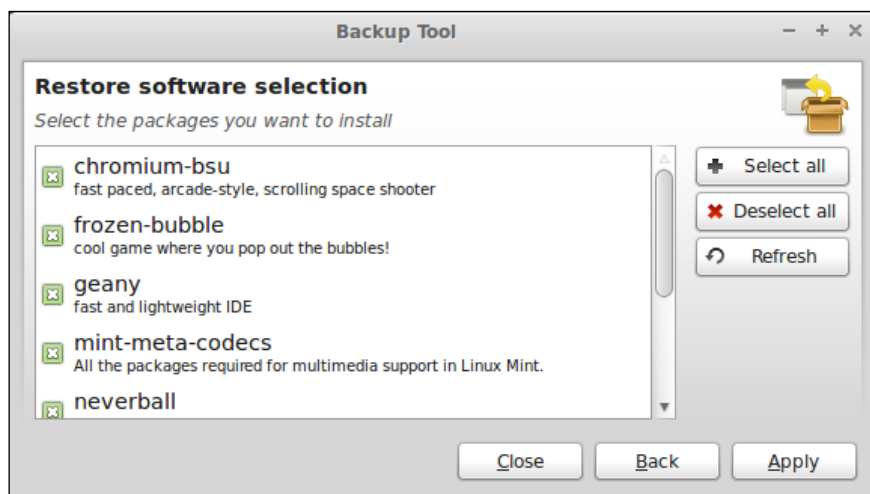 Backup Tool
Restore software selection
Select the packages you want to install
chromium-bsu
fast paced, arcade-style, scrolling space shooter
frozen-bubble
cool game where you pop out the bubbles!
geany
fast and lightweight IDE
mint-meta-codecs
All the packages required for multimedia support in Linux Mint.
neverball
Select all
Deselect all
Refresh
Close
Back
Apply